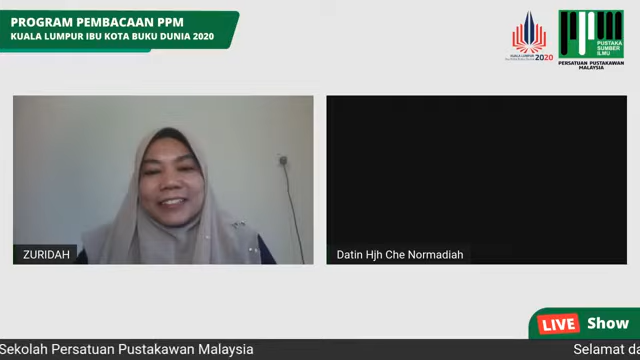 PROGRAM PEMBACAAN PPM
KUALA LUMPUR IBU KOTA BUKU DUNIA 2020
2020
PUSTAKA
SUMBER
ILMU
PERSATUAN PUSTAKAWAN
MALAYSIA
ZURIDAH
Datin Hjh Che Normadiah
LIVE Show
Sekolah Persatuan Pustakawan Malaysia
Selamat da